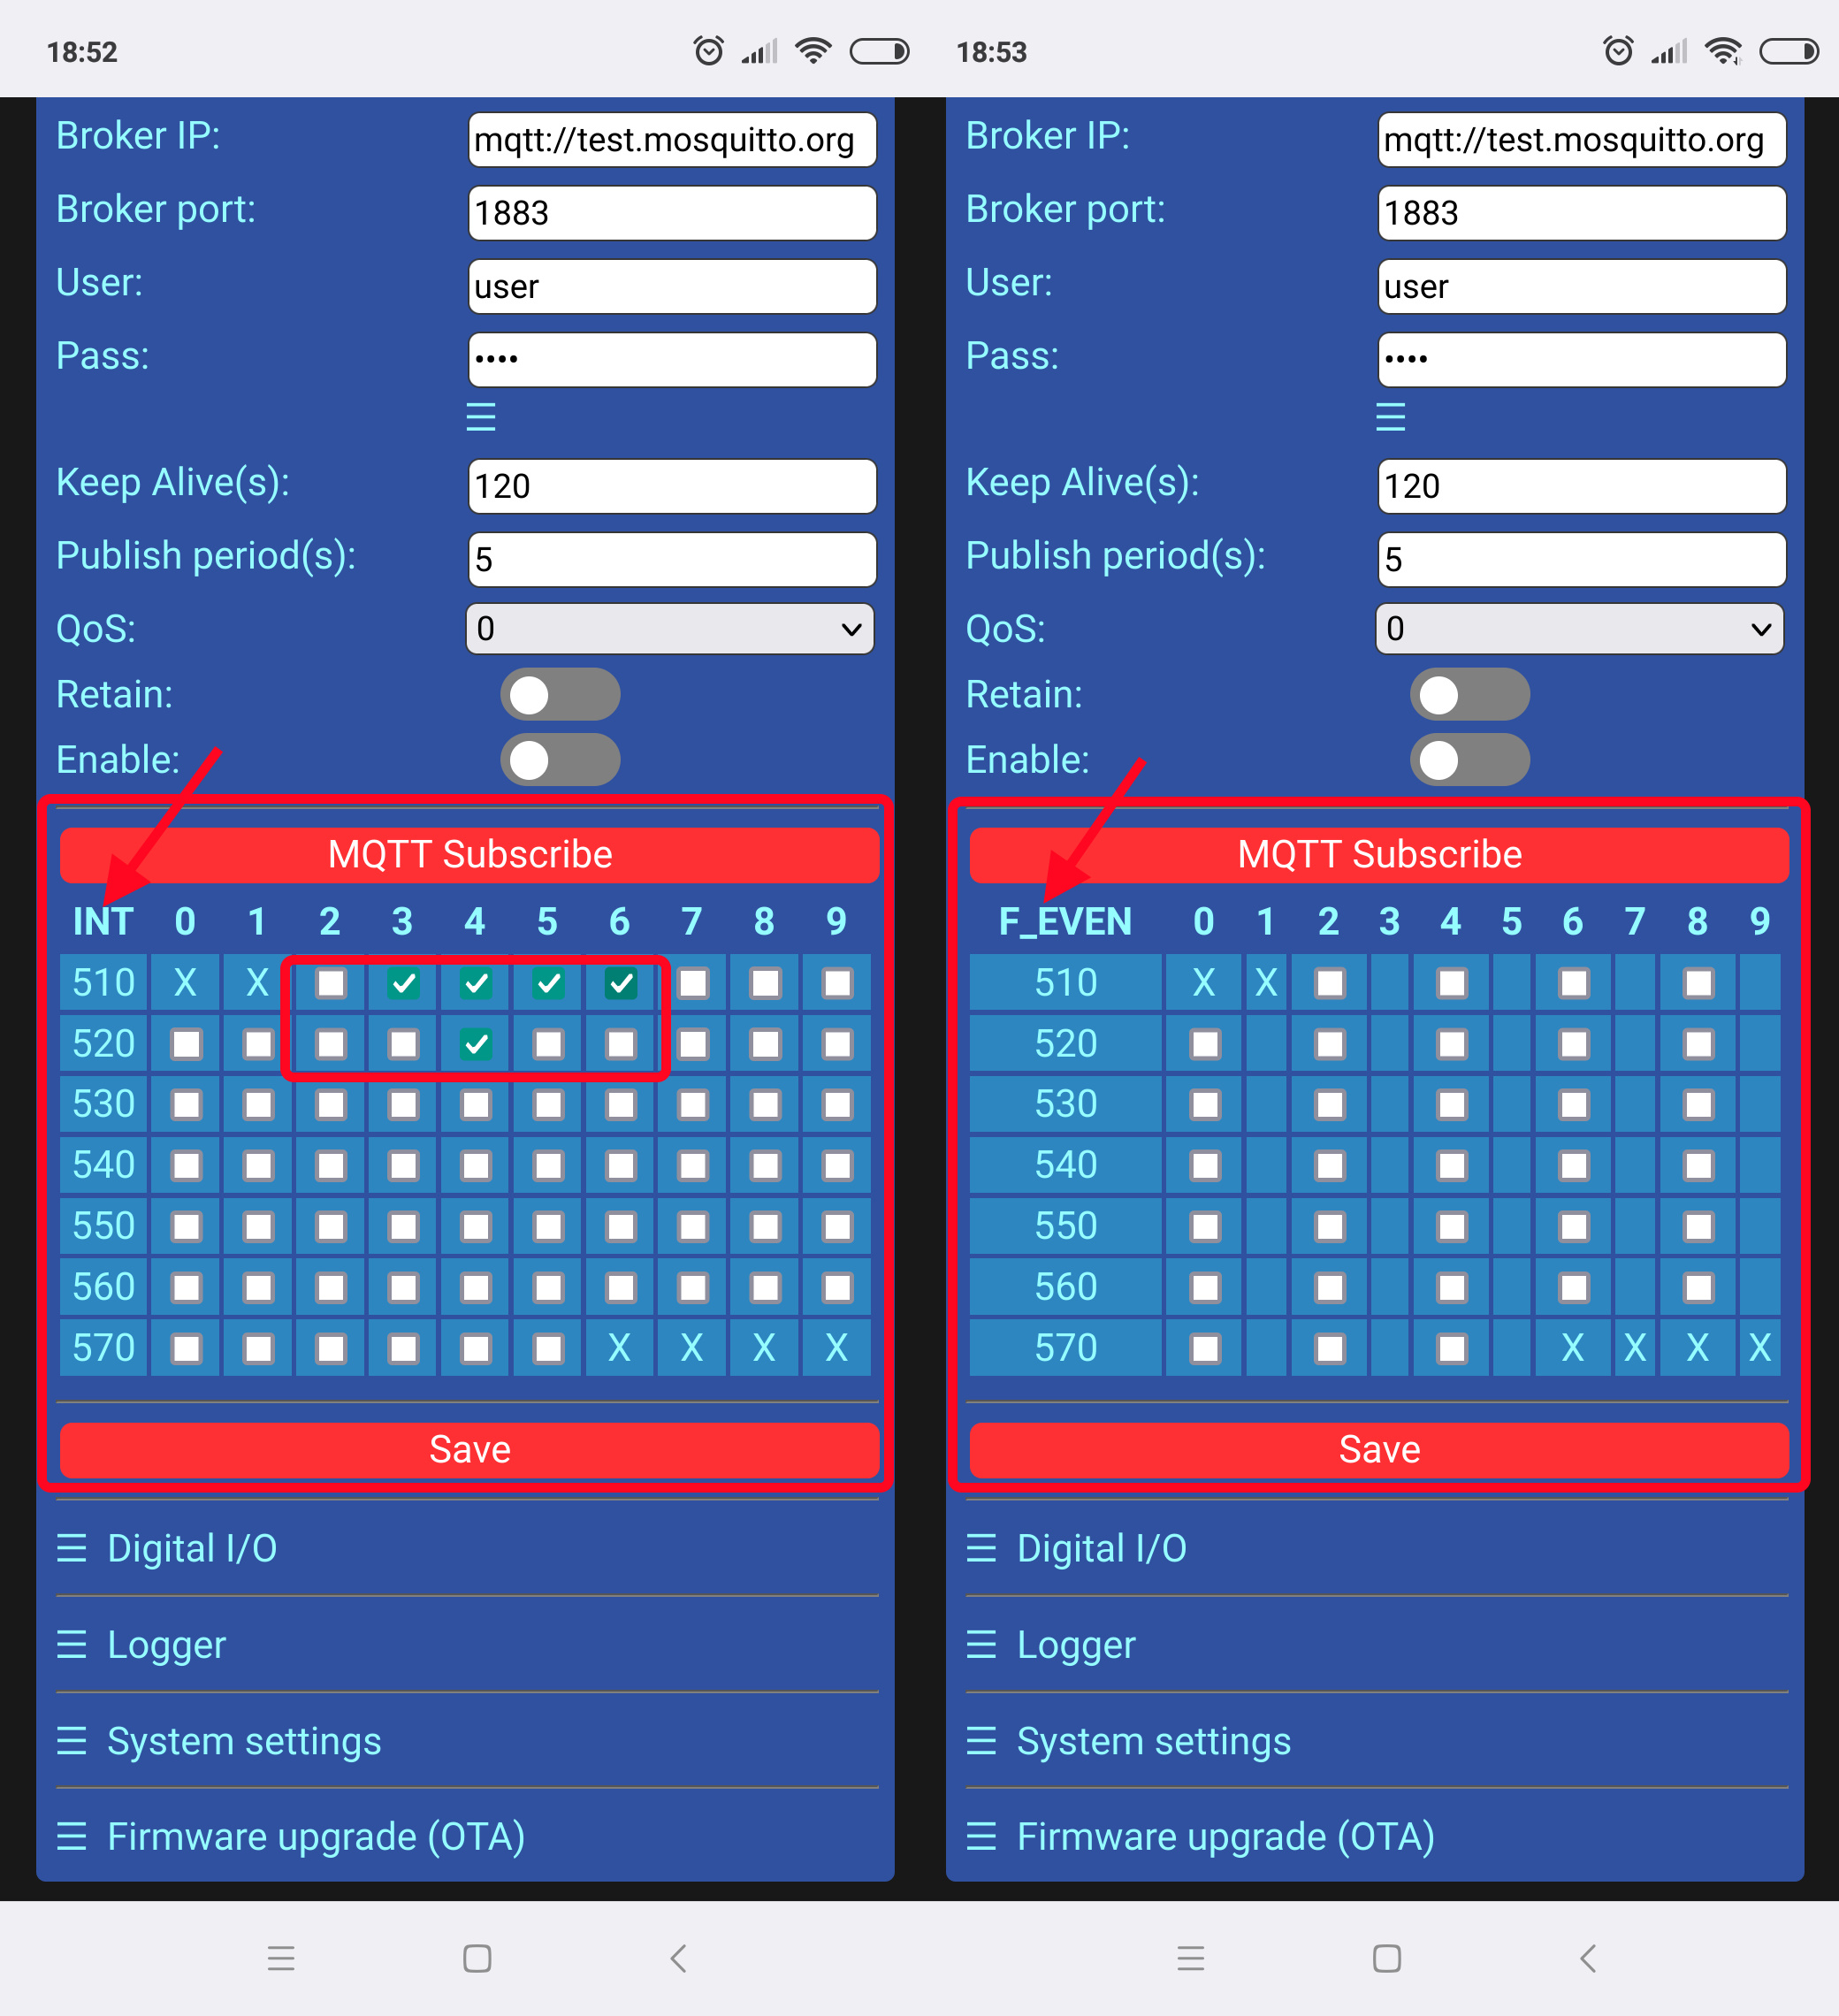 18:52
Broker IP: mqtt://test.mosquitto.org
Broker port: 1883
User: user
Pass: ••••
Keep Alive(s): 120
Publish period(s): 5
QoS: 0
Retain:
Enable:
MQTT Subscribe
INT 0 1 2 3 4 5 6 7 8 9
510 X X
520
530
540
550
560
570 X X X X
Save
Digital I/O
Logger
System settings
Firmware upgrade (OTA)
18:53
Broker IP: mqtt://test.mosquitto.org
Broker port: 1883
User: user
Pass: ••••
Keep Alive(s): 120
Publish period(s): 5
QoS: 0
Retain:
Enable:
MQTT Subscribe
F_EVEN 0 1 2 3 4 5 6 7 8 9
510 X X
520
530
540
550
560
570 X X X X
Save
Digital I/O
Logger
System settings
Firmware upgrade (OTA)